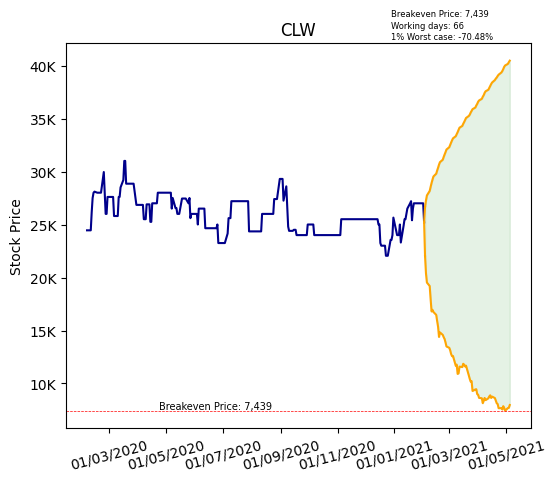 Breakeven Price: 7,439
Working days: 66
1% Worst case: -70.48%
CLW
Stock Price
40K
35K
30K
25K
20K
15K
10K
Breakeven Price: 7,439
01/03/2020
01/05/2020
01/07/2020
01/09/2020
01/11/2020
01/01/2021
01/03/2021
01/05/2021